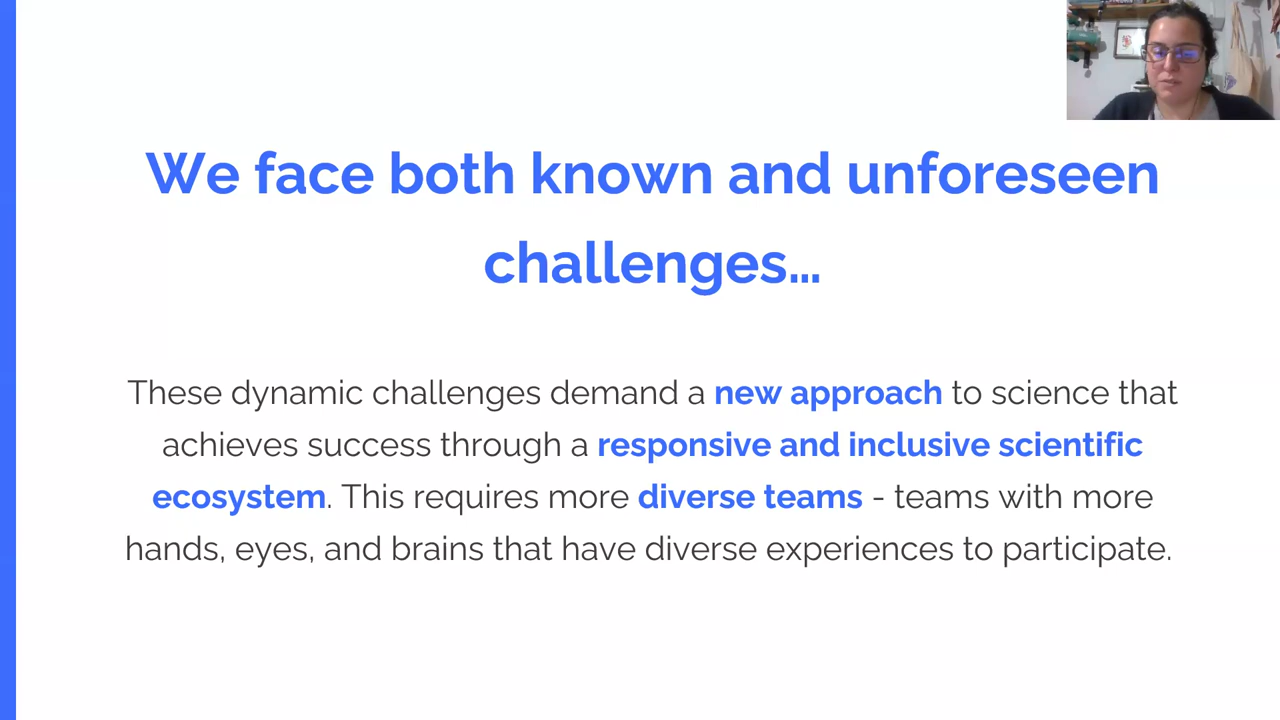 We face both known and unforeseen
challenges…
These dynamic challenges demand a new approach to science that
achieves success through a responsive and inclusive scientific
ecosystem. This requires more diverse teams - teams with more
hands, eyes, and brains that have diverse experiences to participate.